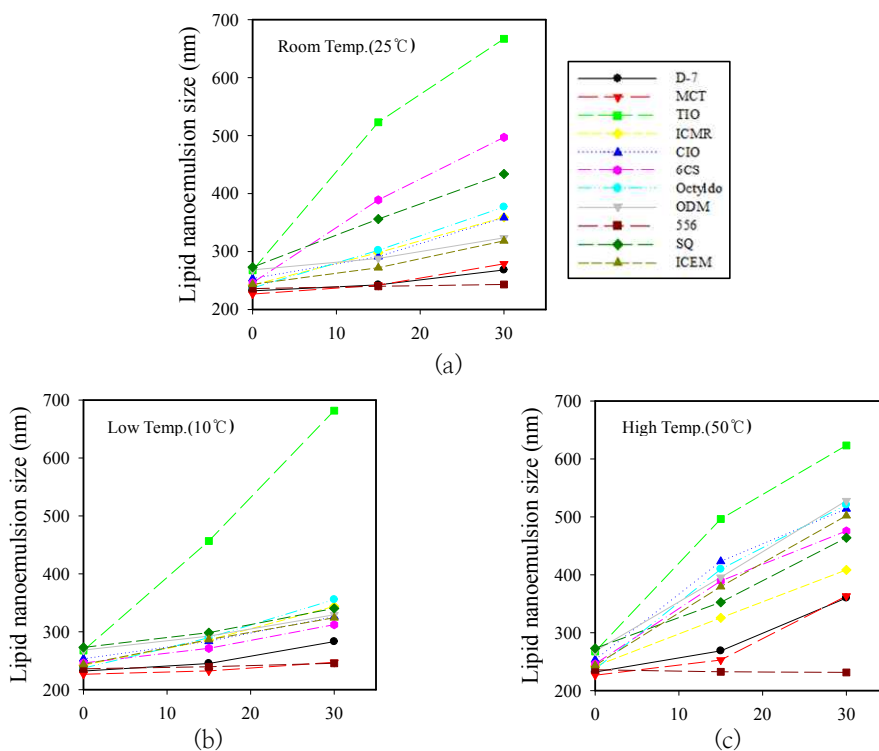 700
600
500
400
300
200
Lipid nanoemulsion size (nm)
Room Temp.(25℃)
0 10 20 30
(a)
D-7
MCT
TIO
ICMR
CIO
6CS
Octyldo
ODM
556
SQ
ICEM
700
600
500
400
300
200
Lipid nanoemulsion size (nm)
Low Temp.(10℃)
0 10 20 30
(b)
700
600
500
400
300
200
Lipid nanoemulsion size (nm)
High Temp.(50℃)
0 10 20 30
(c)